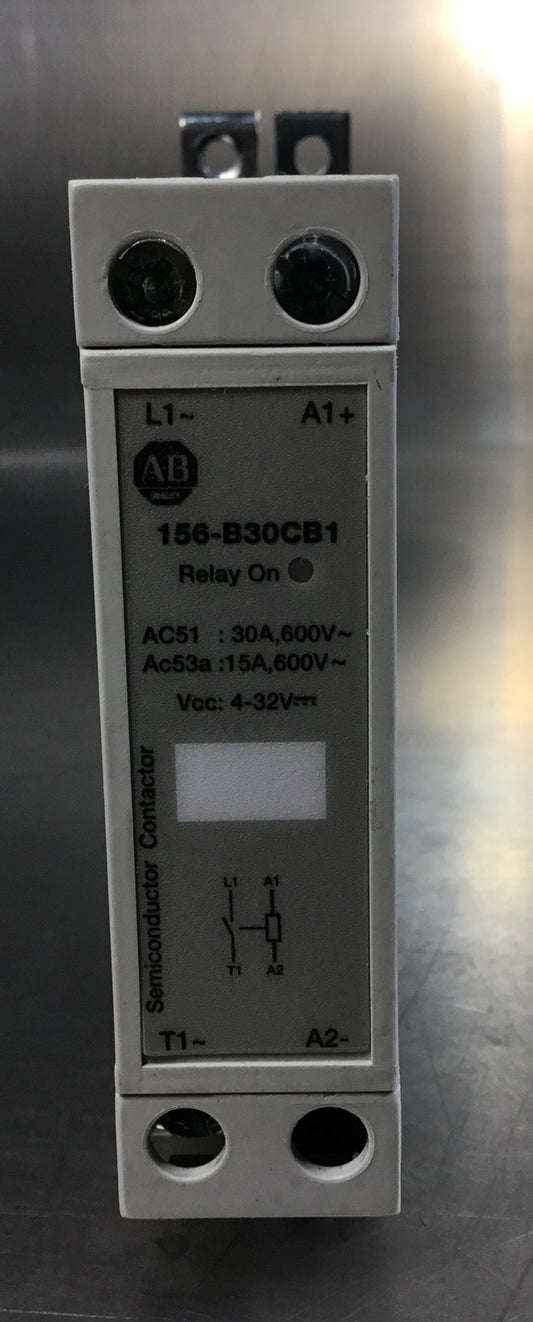 L1~ A1+
AB
QUALITY
156-B30CB1
Relay On
AC51 : 30A,600V~
Ac53a :15A,600V~
Vcc: 4-32V⎓
Semiconductor Contactor
L1 A1
T1 A2
T1~ A2-